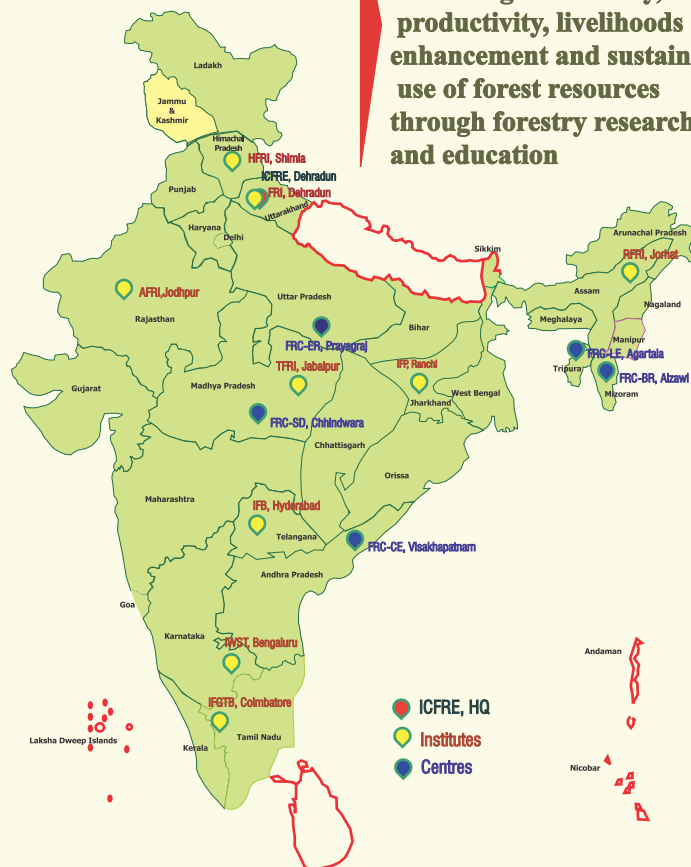 productivity, livelihoods
enhancement and sustain
use of forest resources
through forestry research
and education
Ladakh
Jammu
&
Kashmir
Himachal
Pradesh
HFRI, Shimla
ICFRE, Dehradun
FRI, Dehradun
Punjab
Uttarakhand
Haryana
Delhi
Sikkim
Arunachal Pradesh
RFRI, Jorhat
AFRI,Jodhpur
Rajasthan
Uttar Pradesh
Assam
Nagaland
Meghalaya
Bihar
Manipur
FRC-ER, Prayagraj
FRC-LE, Agartala
TFRI, Jabalpur
IFP, Ranchi
Tripura
FRC-BR, Aizawl
Gujarat
Madhya Pradesh
West Bengal
Mizoram
Jharkhand
FRC-SD, Chhindwara
Chhattisgarh
Orissa
Maharashtra
IFB, Hyderabad
Telangana
FRC-CE, Visakhapatnam
Andhra Pradesh
Goa
Karnataka
IWST, Bengaluru
Andaman
IFGTB, Coimbatore
ICFRE, HQ
Laksha Dweep Islands
Kerala
Tamil Nadu
Institutes
Nicobar
Centres